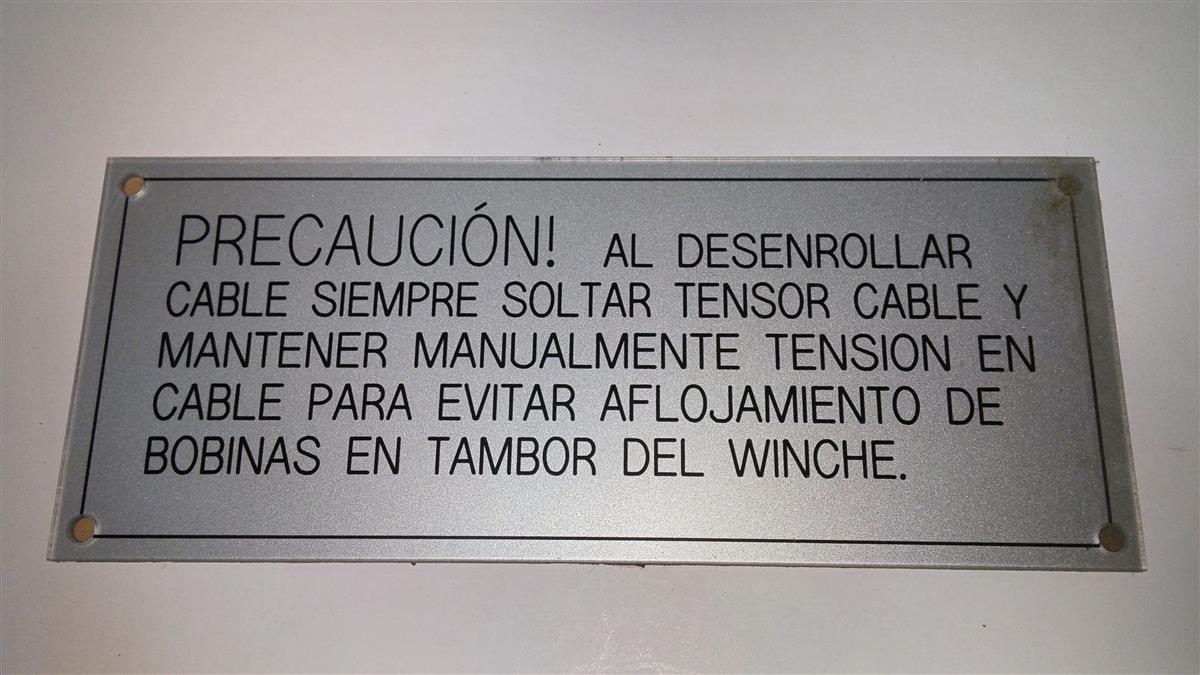 PRECAUCIÓN! AL DESENROLLAR
CABLE SIEMPRE SOLTAR TENSOR CABLE Y
MANTENER MANUALMENTE TENSION EN
CABLE PARA EVITAR AFLOJAMIENTO DE
BOBINAS EN TAMBOR DEL WINCHE.